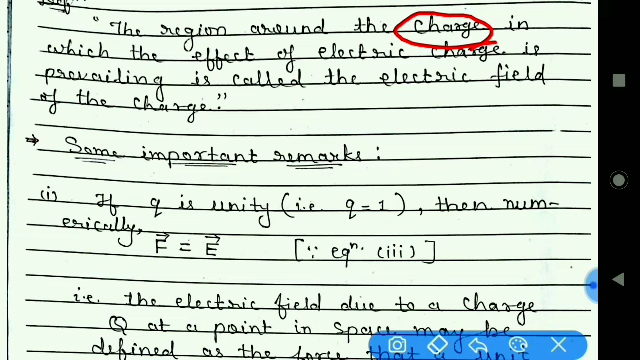 Def:
"The region around the charge in
which the effect of electric charge is
prevailing is called the electric field
of the charge."
⇒ Some important remarks :
(i) If q is unity (i.e. q = 1), then num-
erically,
F⃗ = E⃗ [∵ eqⁿ. (iii)]
i.e. the electric field due to a charge
Q at a point in space may be
defined as the force that a unit